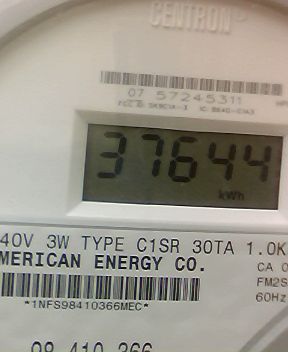 CENTRON
07 57245311
37644
kWh
40V 3W TYPE C1SR 30TA 1.0K
MERICAN ENERGY CO. CA 0
FM2S
*1NFS98410366MEC* 60Hz
98 410 366